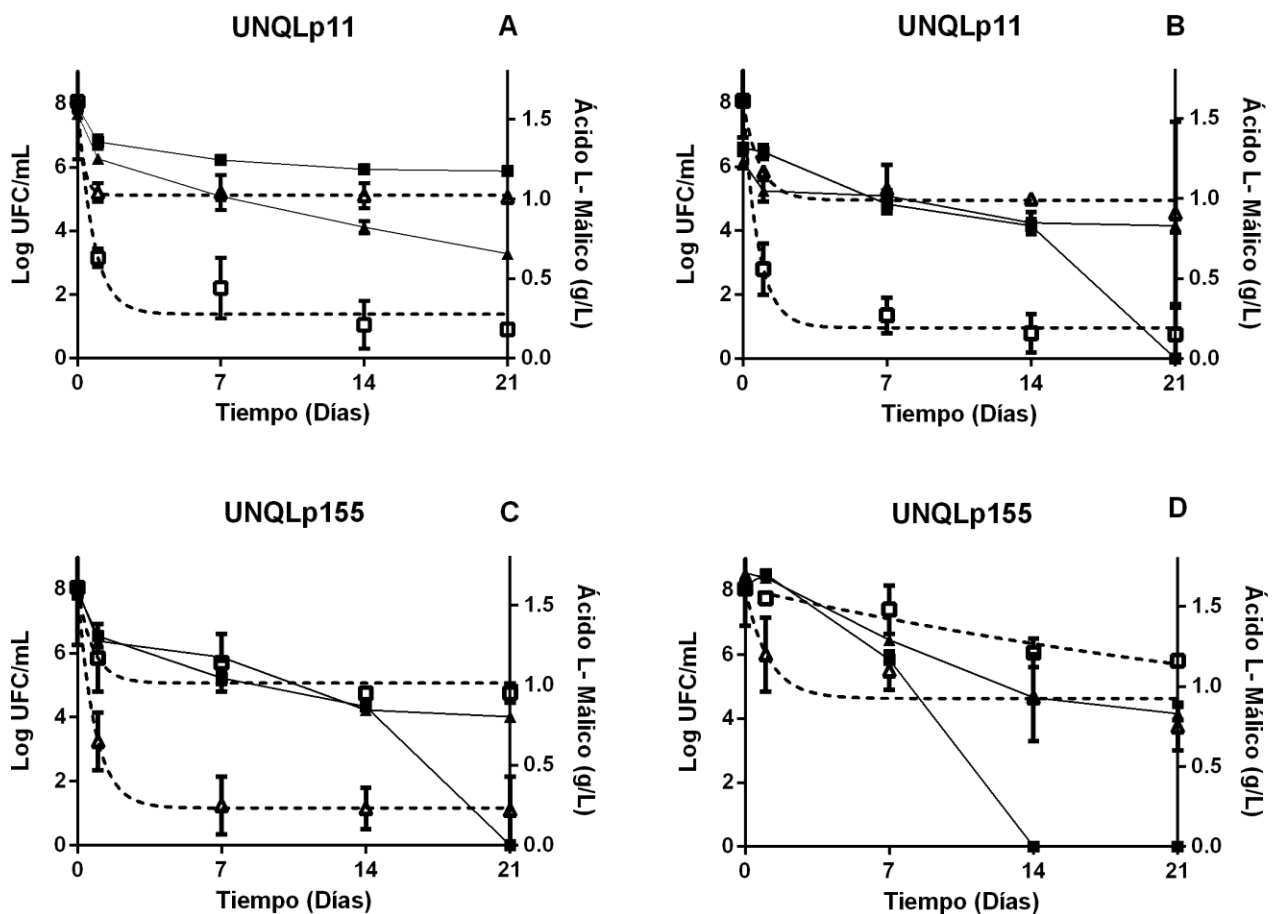 UNQLp11 A
8
6
4
2
0
Log UFC/mL
1.5
1.0
0.5
0.0
Ácido L- Málico (g/L)
0 7 14 21
Tiempo (Días)
UNQLp11 B
8
6
4
2
0
Log UFC/mL
1.5
1.0
0.5
0.0
Ácido L- Málico (g/L)
0 7 14 21
Tiempo (Días)
UNQLp155 C
8
6
4
2
0
Log UFC/mL
1.5
1.0
0.5
0.0
Ácido L- Málico (g/L)
0 7 14 21
Tiempo (Días)
UNQLp155 D
8
6
4
2
0
Log UFC/mL
1.5
1.0
0.5
0.0
Ácido L- Málico (g/L)
0 7 14 21
Tiempo (Días)